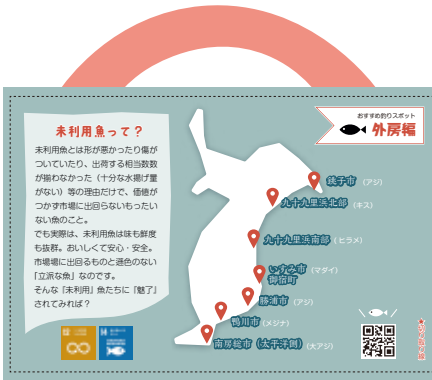 未利用魚って？
未利用魚とは形が悪かったり傷が
ついていたり、出荷する相当数数
が揃わなかった（十分な水揚げ量
がない）等の理由だけで、価値が
つかず市場に出回らないもったい
ない魚のこと。
でも実際は、未利用魚は味も鮮度
も抜群。おいしくて安心・安全。
市場場に出回るものと遜色のない
「立派な魚」なのです。
そんな「未利用」魚たちに「魅了」
されてみれば？
おすすめ釣りスポット
外房編
銚子市（アジ）
九十九里浜北部（キス）
九十九里浜南部（ヒラメ）
いすみ市（マダイ）
御宿町
勝浦市（アジ）
鴨川市（メジナ）
南房総市（太平洋側）（大アジ）
12
14